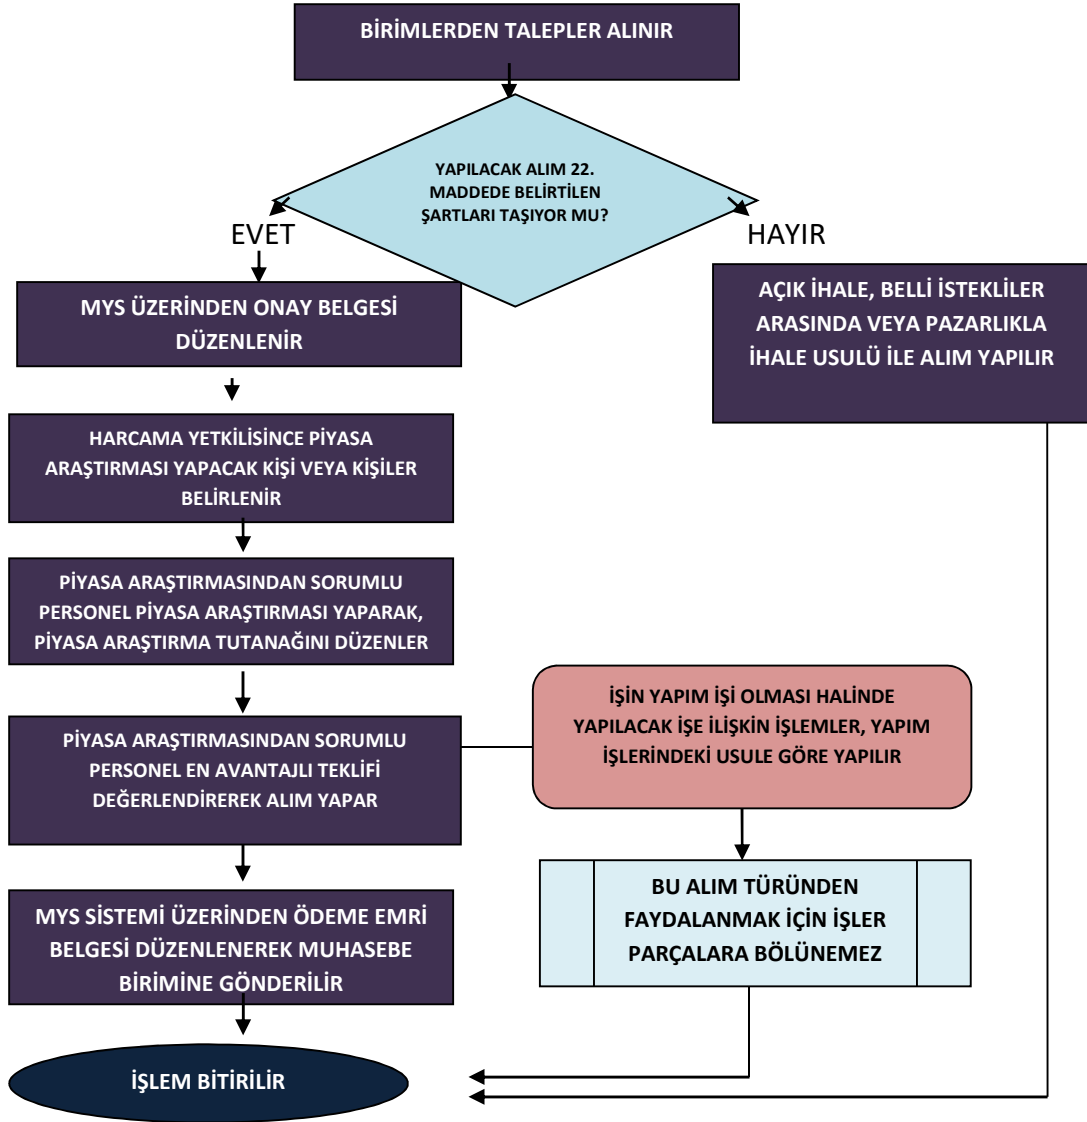 BİRİMLERDEN TALEPLER ALINIR
YAPILACAK ALIM 22.
MADDEDE BELİRTİLEN
ŞARTLARI TAŞIYOR MU?
EVET
HAYIR
MYS ÜZERİNDEN ONAY BELGESİ
DÜZENLENİR
AÇIK İHALE, BELLİ İSTEKLİLER
ARASINDA VEYA PAZARLIKLA
İHALE USULÜ İLE ALIM YAPILIR
HARCAMA YETKİLİSİNCE PİYASA
ARAŞTIRMASI YAPACAK KİŞİ VEYA KİŞİLER
BELİRLENİR
PİYASA ARAŞTIRMASINDAN SORUMLU
PERSONEL PİYASA ARAŞTIRMASI YAPARAK,
PİYASA ARAŞTIRMA TUTANAĞINI DÜZENLER
PİYASA ARAŞTIRMASINDAN SORUMLU
PERSONEL EN AVANTAJLI TEKLİFİ
DEĞERLENDİREREK ALIM YAPAR
İŞİN YAPIM İŞİ OLMASI HALİNDE
YAPILACAK İŞE İLİŞKİN İŞLEMLER, YAPIM
İŞLERİNDEKİ USULE GÖRE YAPILIR
BU ALIM TÜRÜNDEN
FAYDALANMAK İÇİN İŞLER
PARÇALARA BÖLÜNEMEZ
MYS SİSTEMİ ÜZERİNDEN ÖDEME EMRİ
BELGESİ DÜZENLENEREK MUHASEBE
BİRİMİNE GÖNDERİLİR
İŞLEM BİTİRİLİR